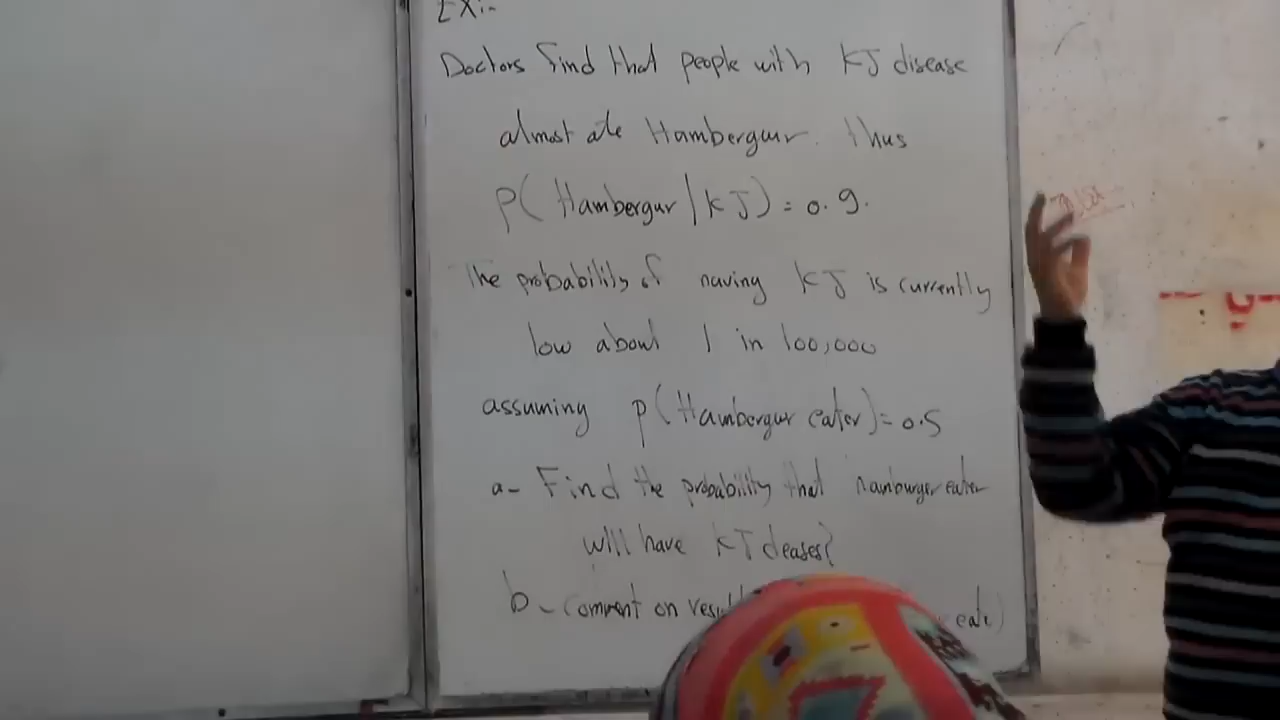 EX:-
Doctors find that people with KJ disease
almost ate Hamberguur. thus
P( Hambergur | KJ) = 0.9.
The probability of having KJ is currently
low about 1 in 100,000
assuming P(Hambergur eater) = 0.5
a- Find the probability that hamburger eater
will have KJ deases?
b- comment on
eate)